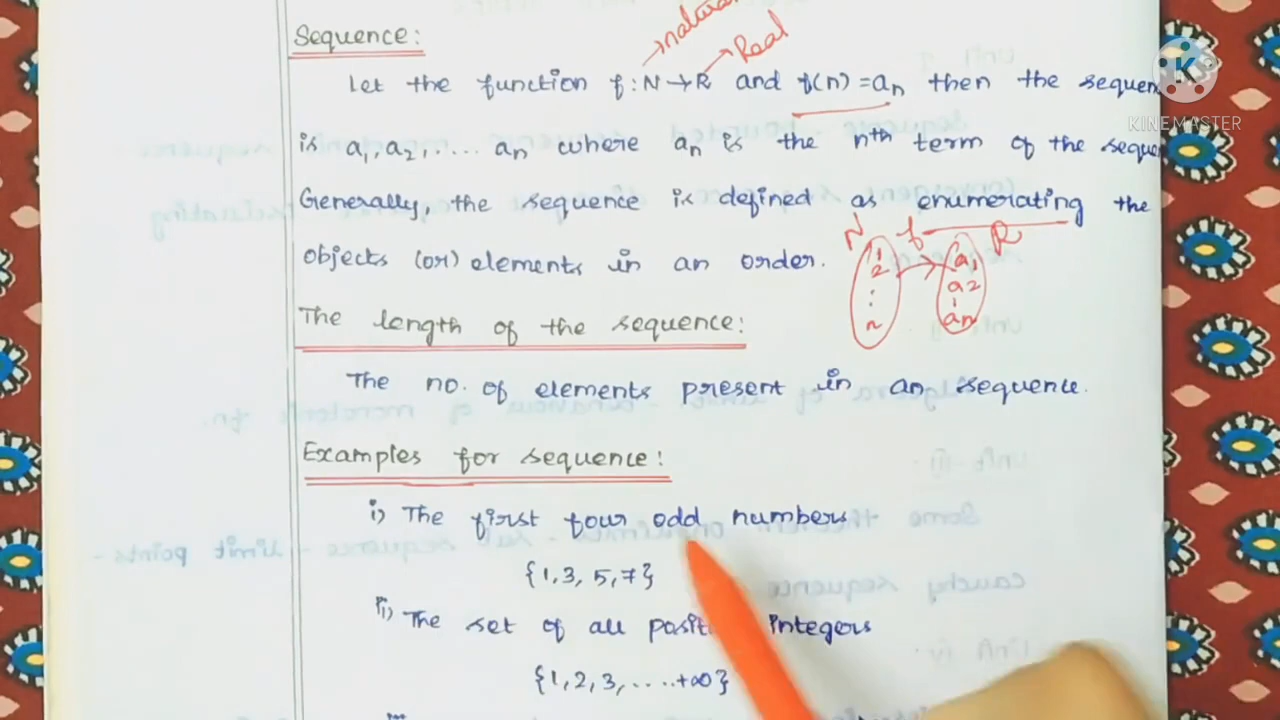 Sequence:
→natural
→Real
Let the function f: N→R and f(n) = an then the sequen
is a1, a2, .... an where an is the nth term of the seque
Generally, the sequence is defined as enumerating the
objects (or) elements in an order.
N f R
1 a1
2 a2
: :
n an
The length of the sequence:
The no. of elements present in an sequence.
Examples for sequence:
i) The first four odd numbers
{1, 3, 5, 7}
ii) The set of all posit integers
{1, 2, 3, .....+∞}
K
KINEMASTER